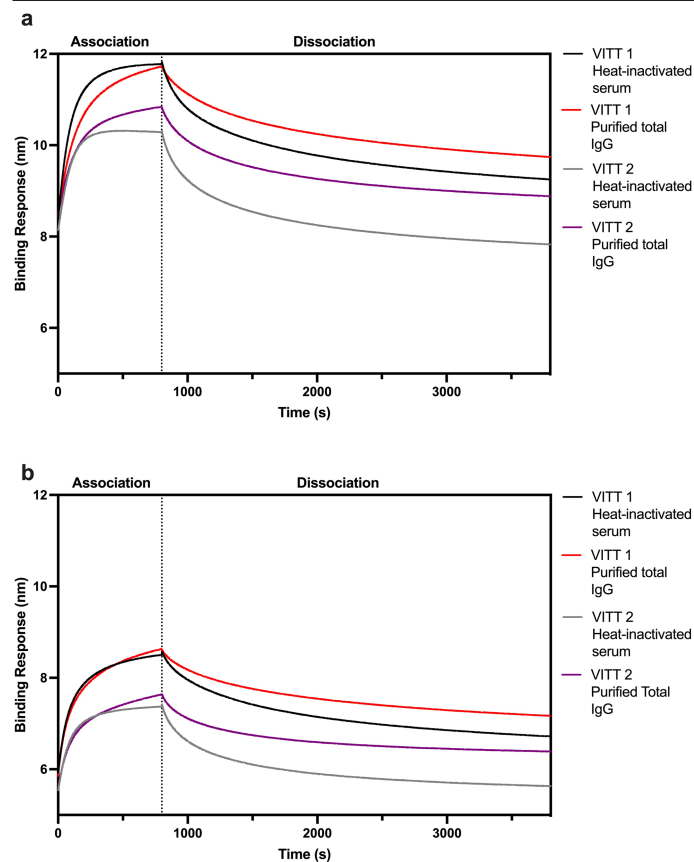 a
Association
Dissociation
12
10
8
6
0
1000
2000
3000
Binding Response (nm)
Time (s)
VITT 1
Heat-inactivated
serum
VITT 1
Purified total
IgG
VITT 2
Heat-inactivated
serum
VITT 2
Purified total
IgG
b
Association
Dissociation
12
10
8
6
0
1000
2000
3000
Binding Response (nm)
Time (s)
VITT 1
Heat-inactivated
serum
VITT 1
Purified total
IgG
VITT 2
Heat-inactivated
serum
VITT 2
Purified Total
IgG